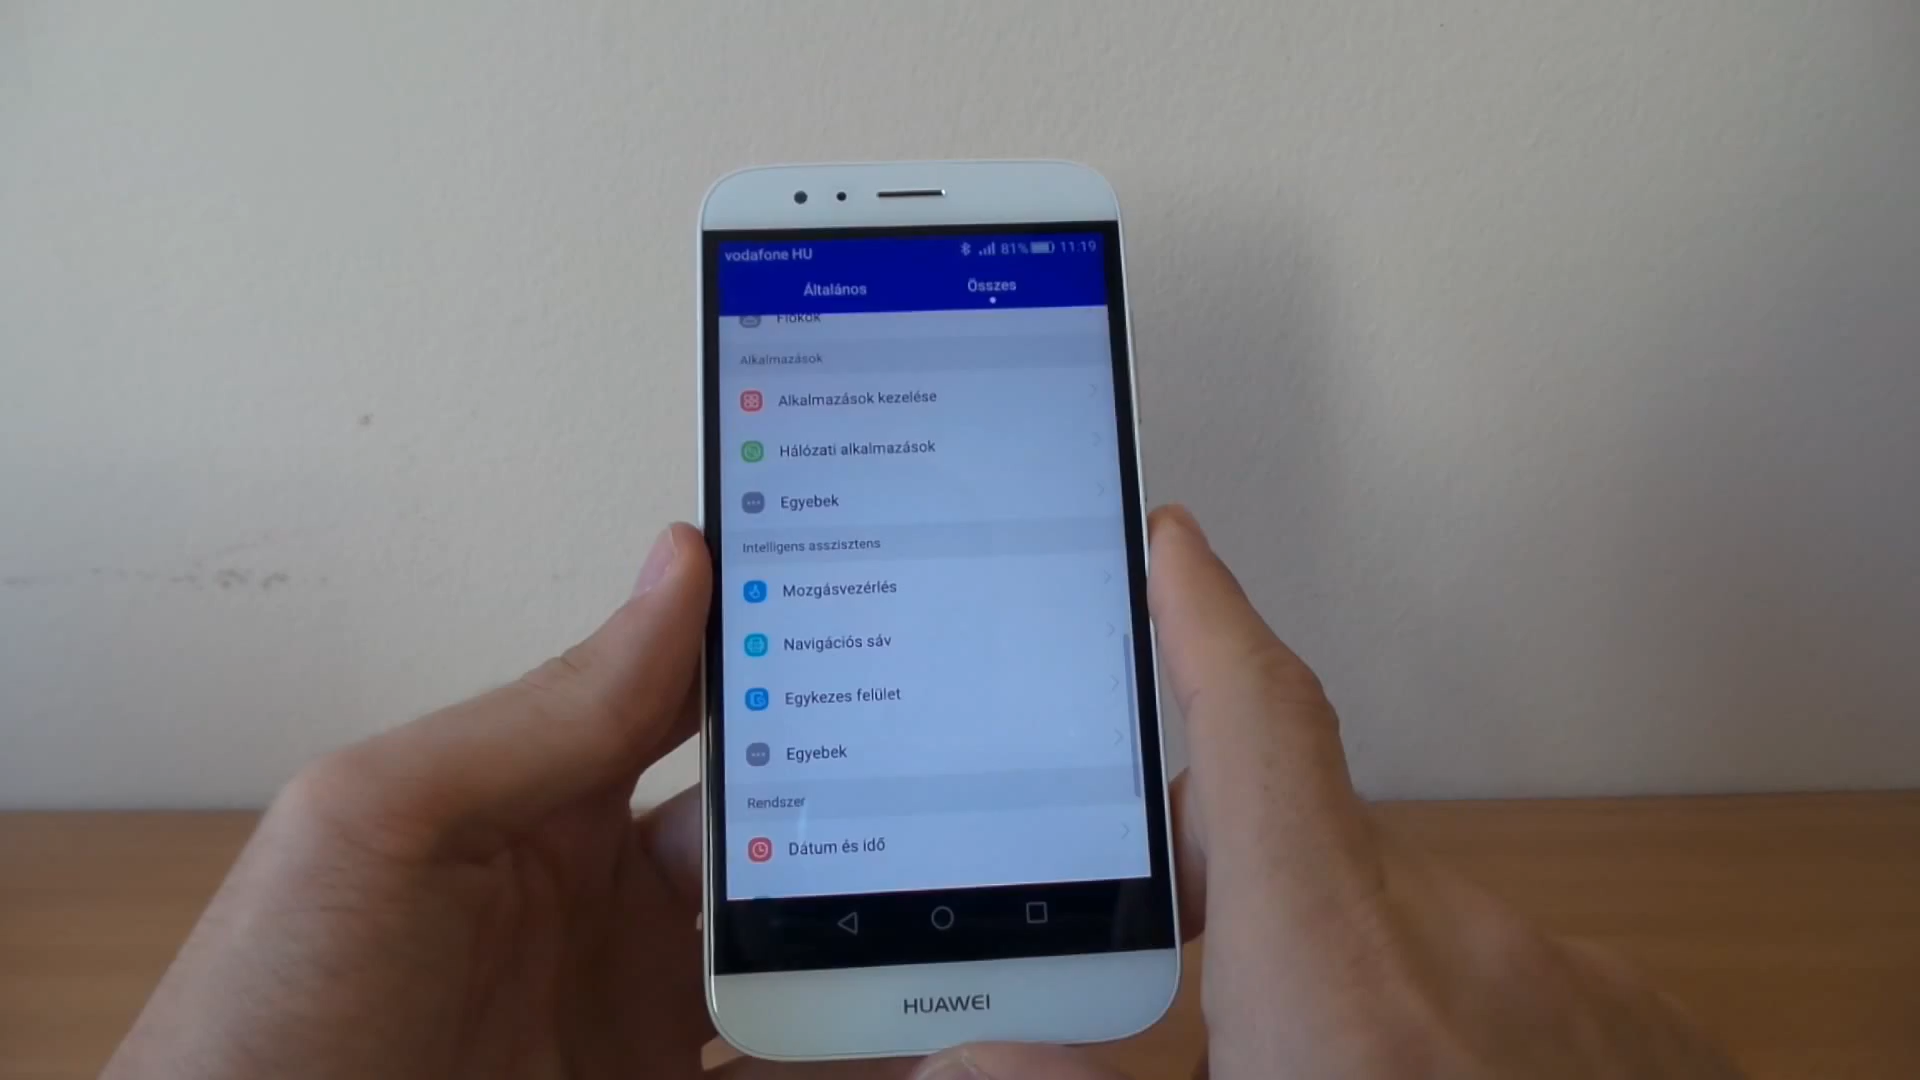 vodafone HU 81% 11:19
Általános Összes
Fiókok
Alkalmazások
Alkalmazások kezelése
Hálózati alkalmazások
Egyebek
Intelligens asszisztens
Mozgásvezérlés
Navigációs sáv
Egykezes felület
Egyebek
Rendszer
Dátum és idő
HUAWEI